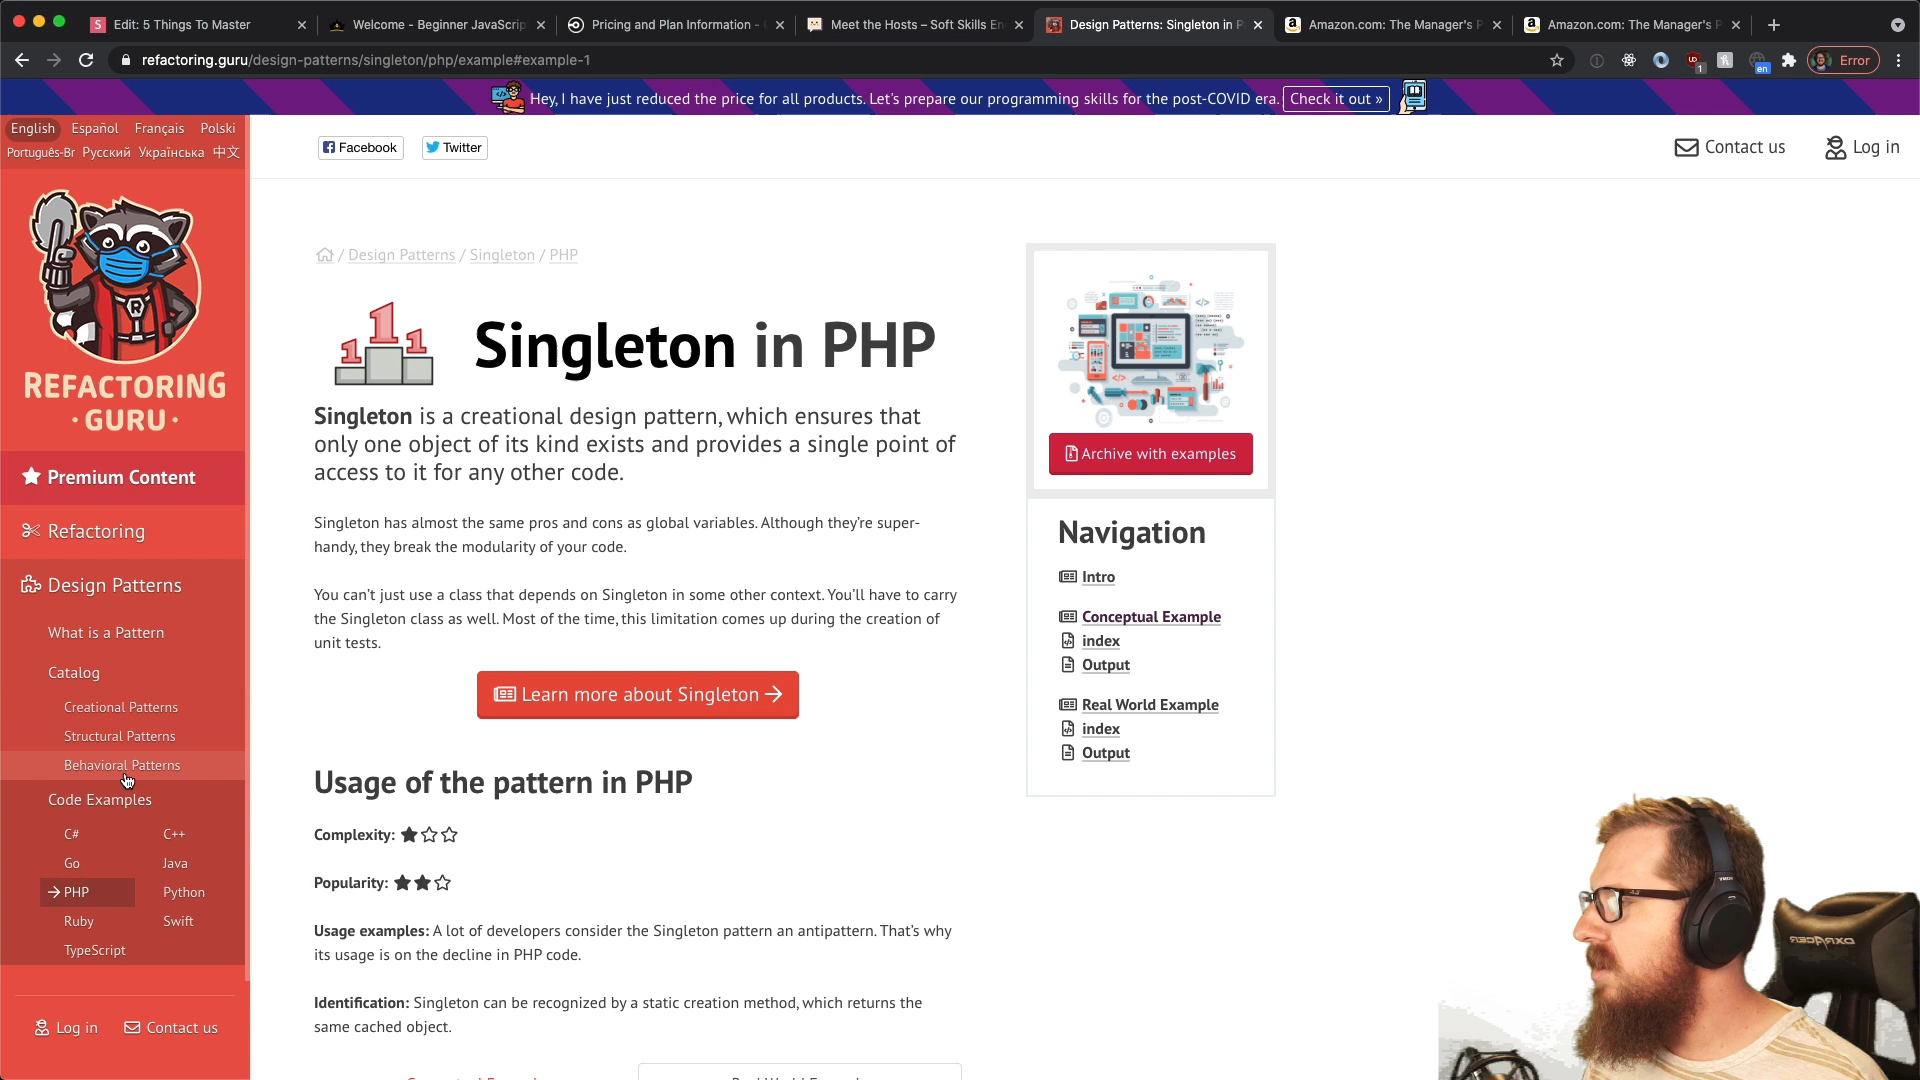 Edit: 5 Things To Master
Welcome - Beginner JavaScrip
Pricing and Plan Information -
Meet the Hosts – Soft Skills En
Design Patterns: Singleton in P
Amazon.com: The Manager's P
Amazon.com: The Manager's P
refactoring.guru/design-patterns/singleton/php/example#example-1
1
en
Error
Hey, I have just reduced the price for all products. Let's prepare our programming skills for the post-COVID era. Check it out »
English Español Français Polski
Português-Br Русский Українська 中文
Facebook Twitter
Contact us Log in
REFACTORING
·GURU·
Premium Content
Refactoring
Design Patterns
What is a Pattern
Catalog
Creational Patterns
Structural Patterns
Behavioral Patterns
Code Examples
C# C++
Go Java
PHP Python
Ruby Swift
TypeScript
Log in Contact us
/ Design Patterns / Singleton / PHP
1 1 1
Singleton in PHP
Singleton is a creational design pattern, which ensures that
only one object of its kind exists and provides a single point of
access to it for any other code.
Singleton has almost the same pros and cons as global variables. Although they're super-
handy, they break the modularity of your code.
You can't just use a class that depends on Singleton in some other context. You'll have to carry
the Singleton class as well. Most of the time, this limitation comes up during the creation of
unit tests.
Learn more about Singleton
Usage of the pattern in PHP
Complexity:
Popularity:
Usage examples: A lot of developers consider the Singleton pattern an antipattern. That's why
its usage is on the decline in PHP code.
Identification: Singleton can be recognized by a static creation method, which returns the
same cached object.
Archive with examples
Navigation
Intro
Conceptual Example
index
Output
Real World Example
index
Output
SONY